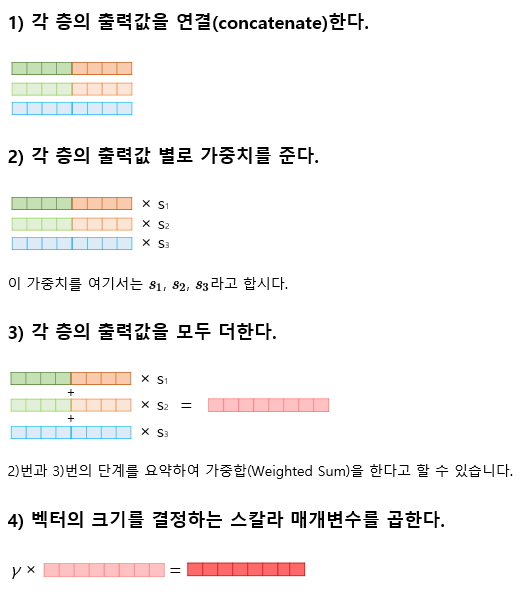 1) 각 층의 출력값을 연결(concatenate)한다.
2) 각 층의 출력값 별로 가중치를 준다.
× s₁
× s₂
× s₃
이 가중치를 여기서는 s₁, s₂, s₃라고 합시다.
3) 각 층의 출력값을 모두 더한다.
× s₁
+
× s₂ =
+
× s₃
2)번과 3)번의 단계를 요약하여 가중합(Weighted Sum)을 한다고 할 수 있습니다.
4) 벡터의 크기를 결정하는 스칼라 매개변수를 곱한다.
γ × =